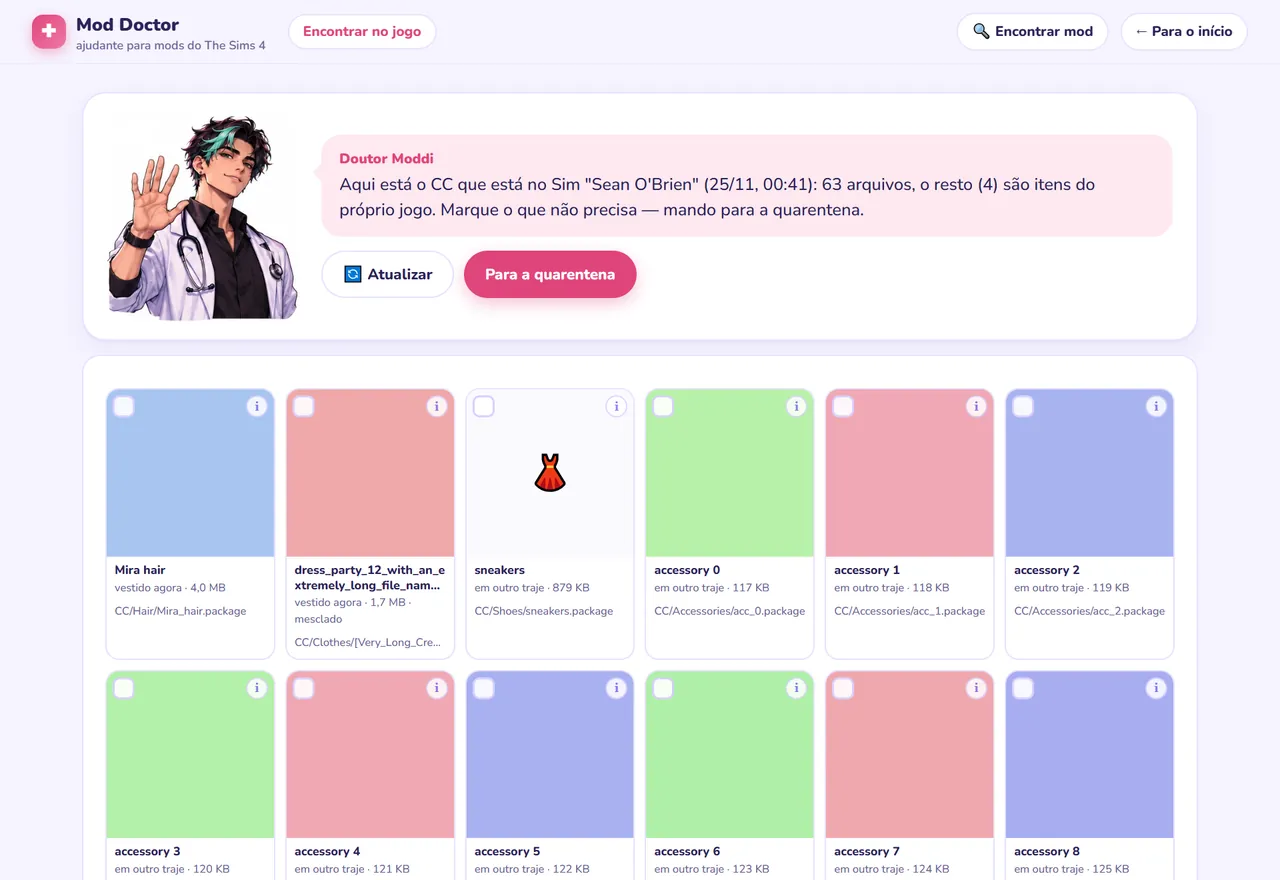 Mod Doctor
ajudante para mods do The Sims 4
Encontrar no jogo
🔍 Encontrar mod
← Para o início
Doutor Moddi
Aqui está o CC que está no Sim "Sean O'Brien" (25/11, 00:41): 63 arquivos, o resto (4) são itens do
próprio jogo. Marque o que não precisa — mando para a quarentena.
🔄 Atualizar
Para a quarentena
i
i
i
i
i
i
Mira hair
vestido agora · 4,0 MB
CC/Hair/Mira_hair.package
dress_party_12_with_an_e
xtremely_long_file_nam...
vestido agora · 1,7 MB ·
mesclado
CC/Clothes/[Very_Long_Cre...
sneakers
em outro traje · 879 KB
CC/Shoes/sneakers.package
accessory 0
em outro traje · 117 KB
CC/Accessories/acc_0.package
accessory 1
em outro traje · 118 KB
CC/Accessories/acc_1.package
accessory 2
em outro traje · 119 KB
CC/Accessories/acc_2.package
i
i
i
i
i
i
accessory 3
em outro traje · 120 KB
accessory 4
em outro traje · 121 KB
accessory 5
em outro traje · 122 KB
accessory 6
em outro traje · 123 KB
accessory 7
em outro traje · 124 KB
accessory 8
em outro traje · 125 KB